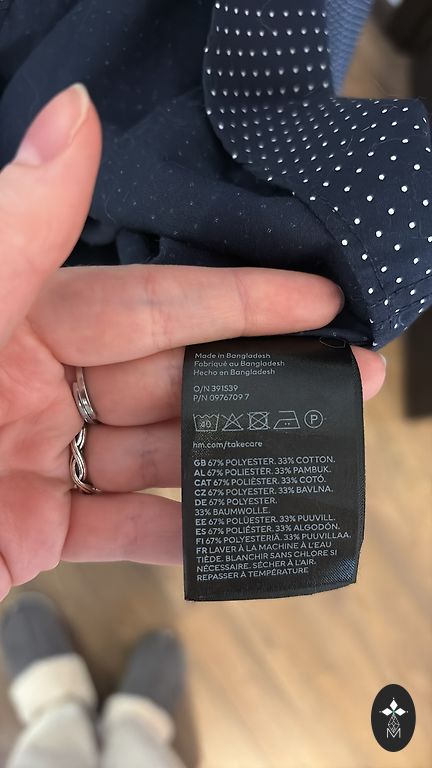 Made in Bangladesh
Fabriqué au Bangladesh
Hecho en Bangladesh
O/N 391539
P/N 0976709 7
40 P
hm.com/takecare
GB 67% POLYESTER. 33% COTTON.
AL 67% POLIESTËR. 33% PAMBUK.
CAT 67% POLIÈSTER. 33% COTÓ.
CZ 67% POLYESTER. 33% BAVLNA.
DE 67% POLYESTER.
33% BAUMWOLLE.
EE 67% POLÜESTER. 33% PUUVILL.
ES 67% POLIÉSTER. 33% ALGODÓN.
FI 67% POLYESTERIÄ. 33% PUUVILLAA.
FR LAVER À LA MACHINE À L'EAU
TIÈDE. BLANCHIR SANS CHLORE SI
NÉCESSAIRE. SÉCHER À L'AIR.
REPASSER À TEMPÉRATURE
M